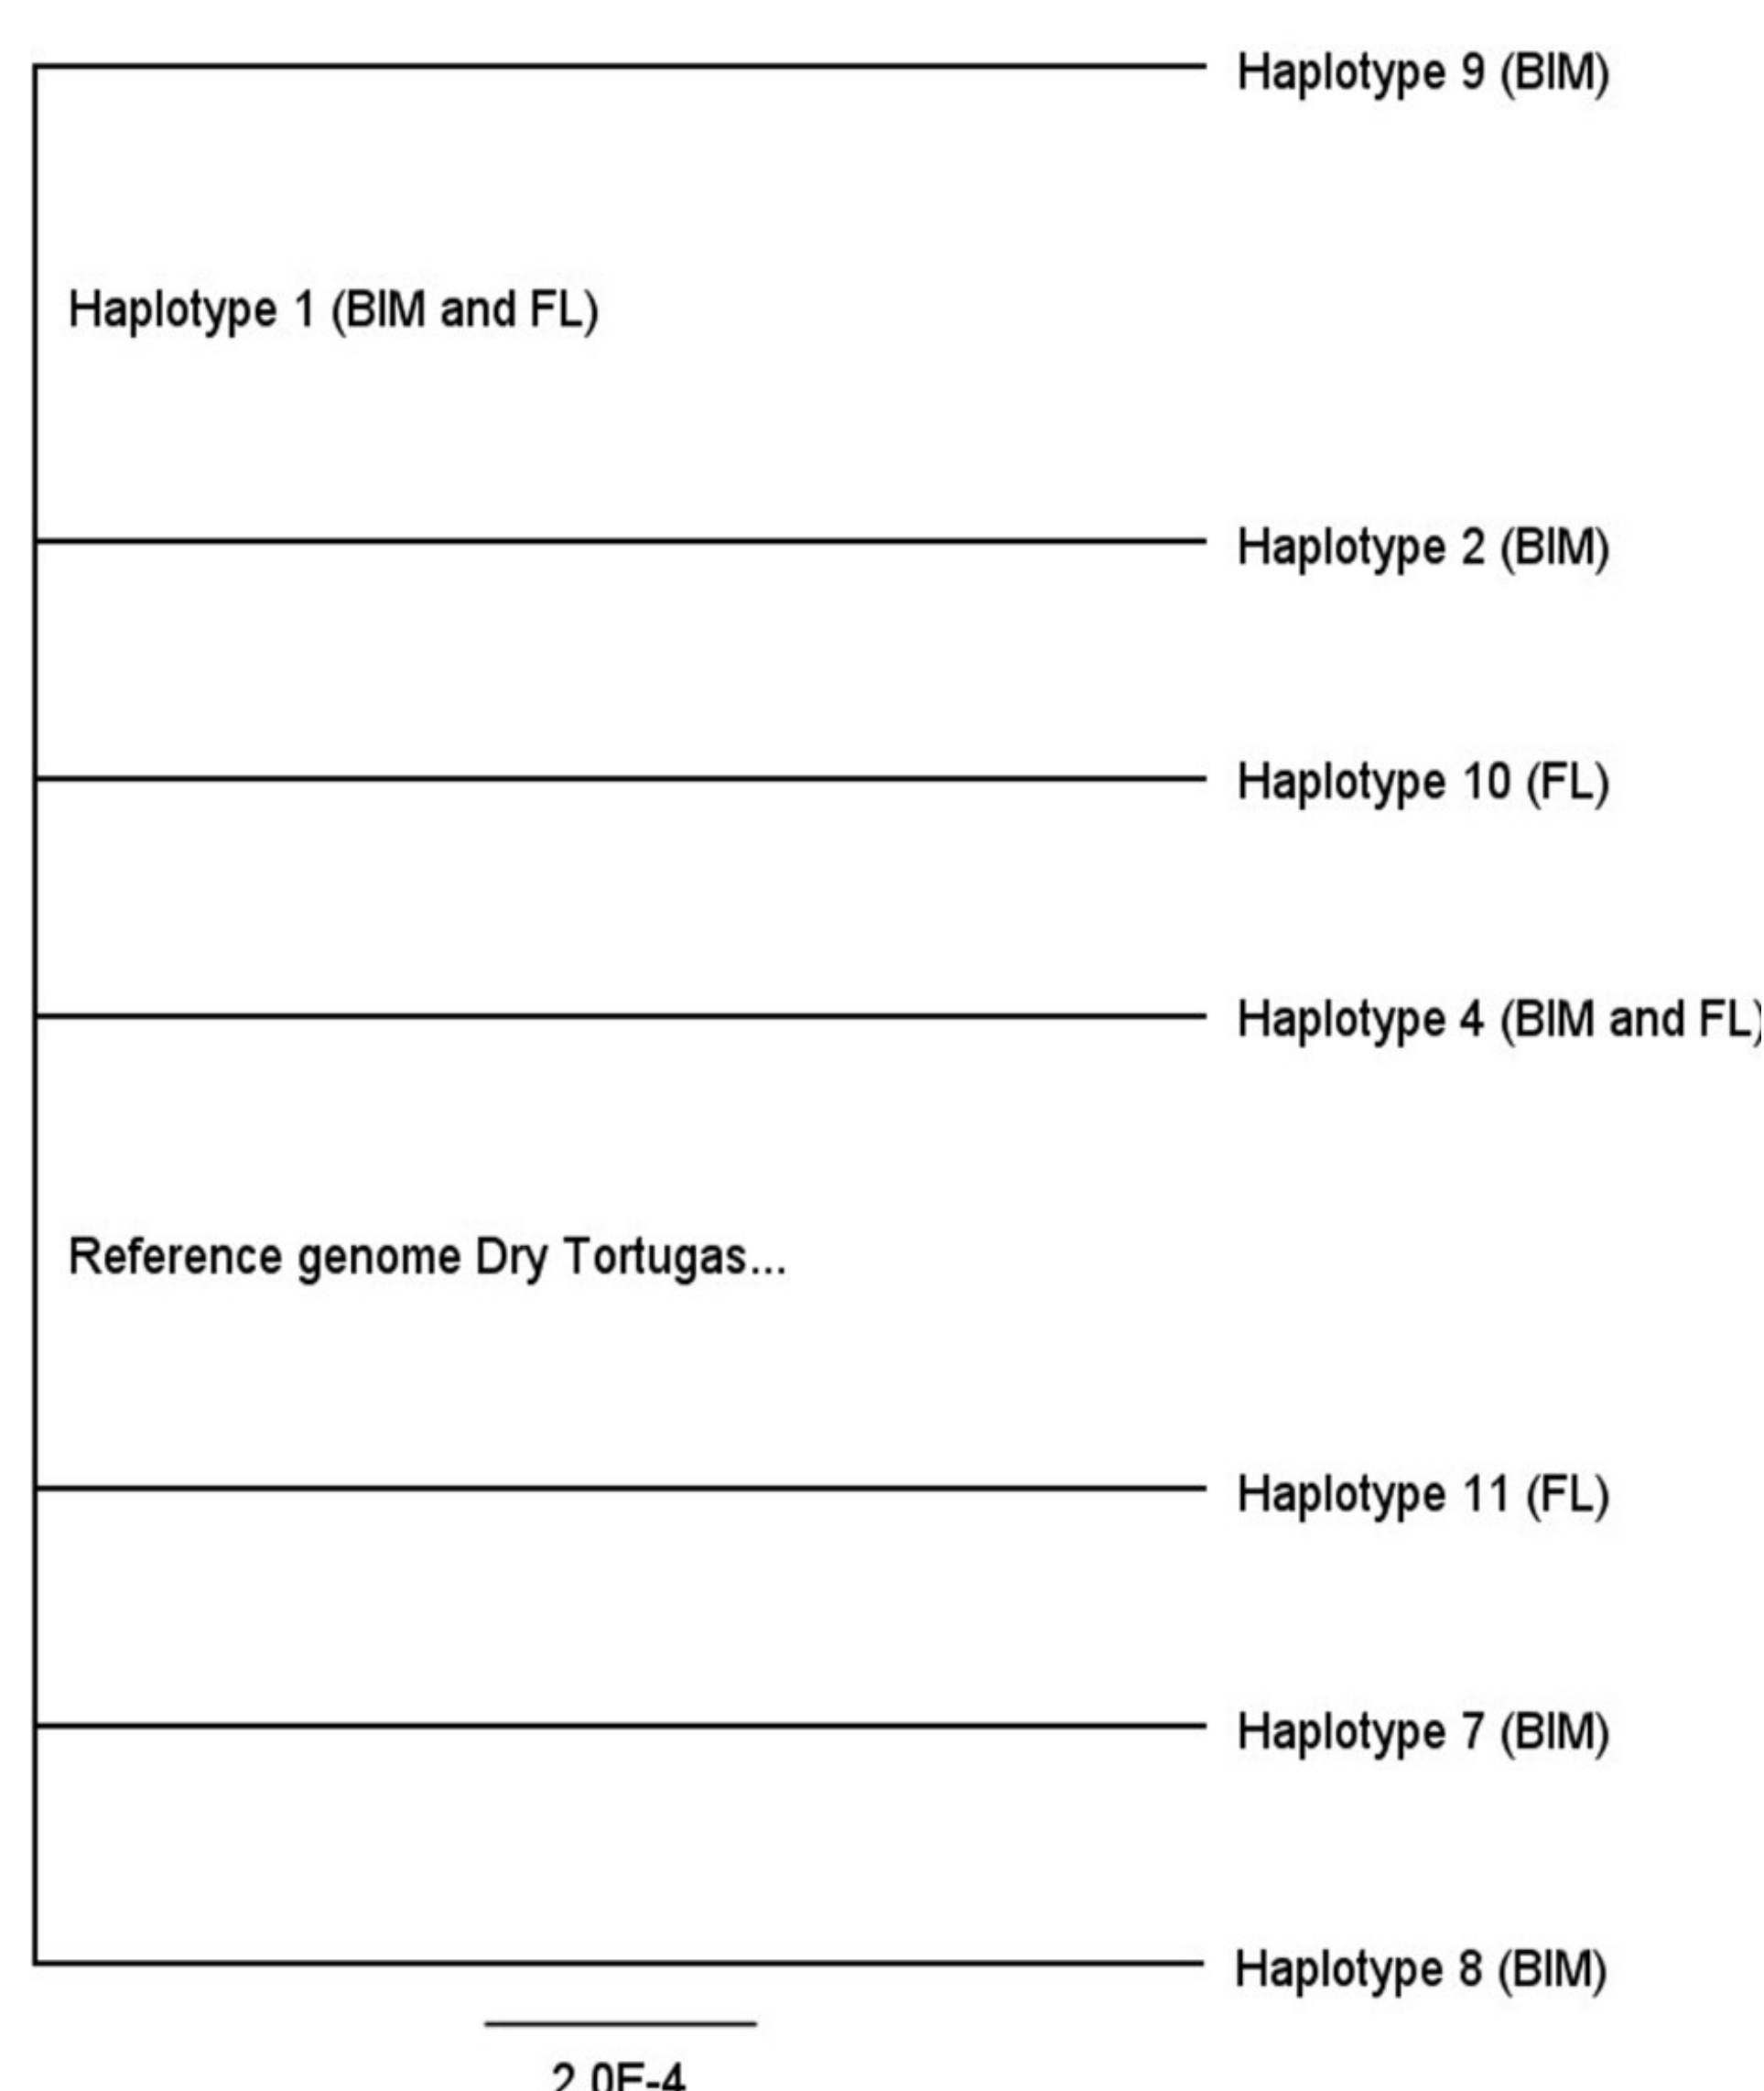 Haplotype 9 (BIM)
Haplotype 1 (BIM and FL)
Haplotype 2 (BIM)
Haplotype 10 (FL)
Haplotype 4 (BIM and FL)
Reference genome Dry Tortugas...
Haplotype 11 (FL)
Haplotype 7 (BIM)
Haplotype 8 (BIM)
2.0E-4